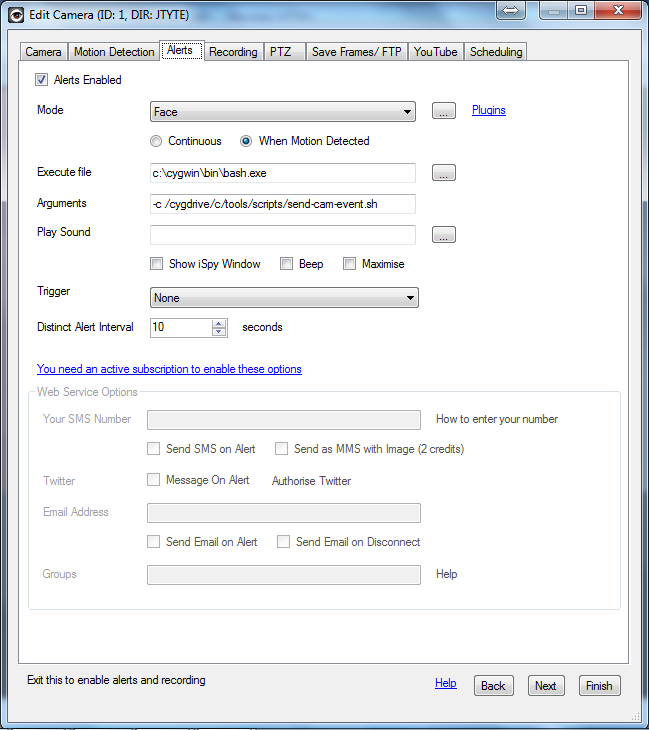 Edit Camera (ID: 1, DIR: JTYTE)
Camera Motion Detection Alerts Recording PTZ Save Frames/ FTP YouTube Scheduling
Alerts Enabled
Mode Face ... Plugins
Continuous When Motion Detected
Execute file c:\cygwin\bin\bash.exe ...
Arguments -c /cygdrive/c/tools/scripts/send-cam-event.sh
Play Sound ...
Show iSpy Window Beep Maximise
Trigger None
Distinct Alert Interval 10 seconds
You need an active subscription to enable these options
Web Service Options
Your SMS Number How to enter your number
Send SMS on Alert Send as MMS with Image (2 credits)
Twitter Message On Alert Authorise Twitter
Email Address
Send Email on Alert Send Email on Disconnect
Groups Help
Exit this to enable alerts and recording Help Back Next Finish